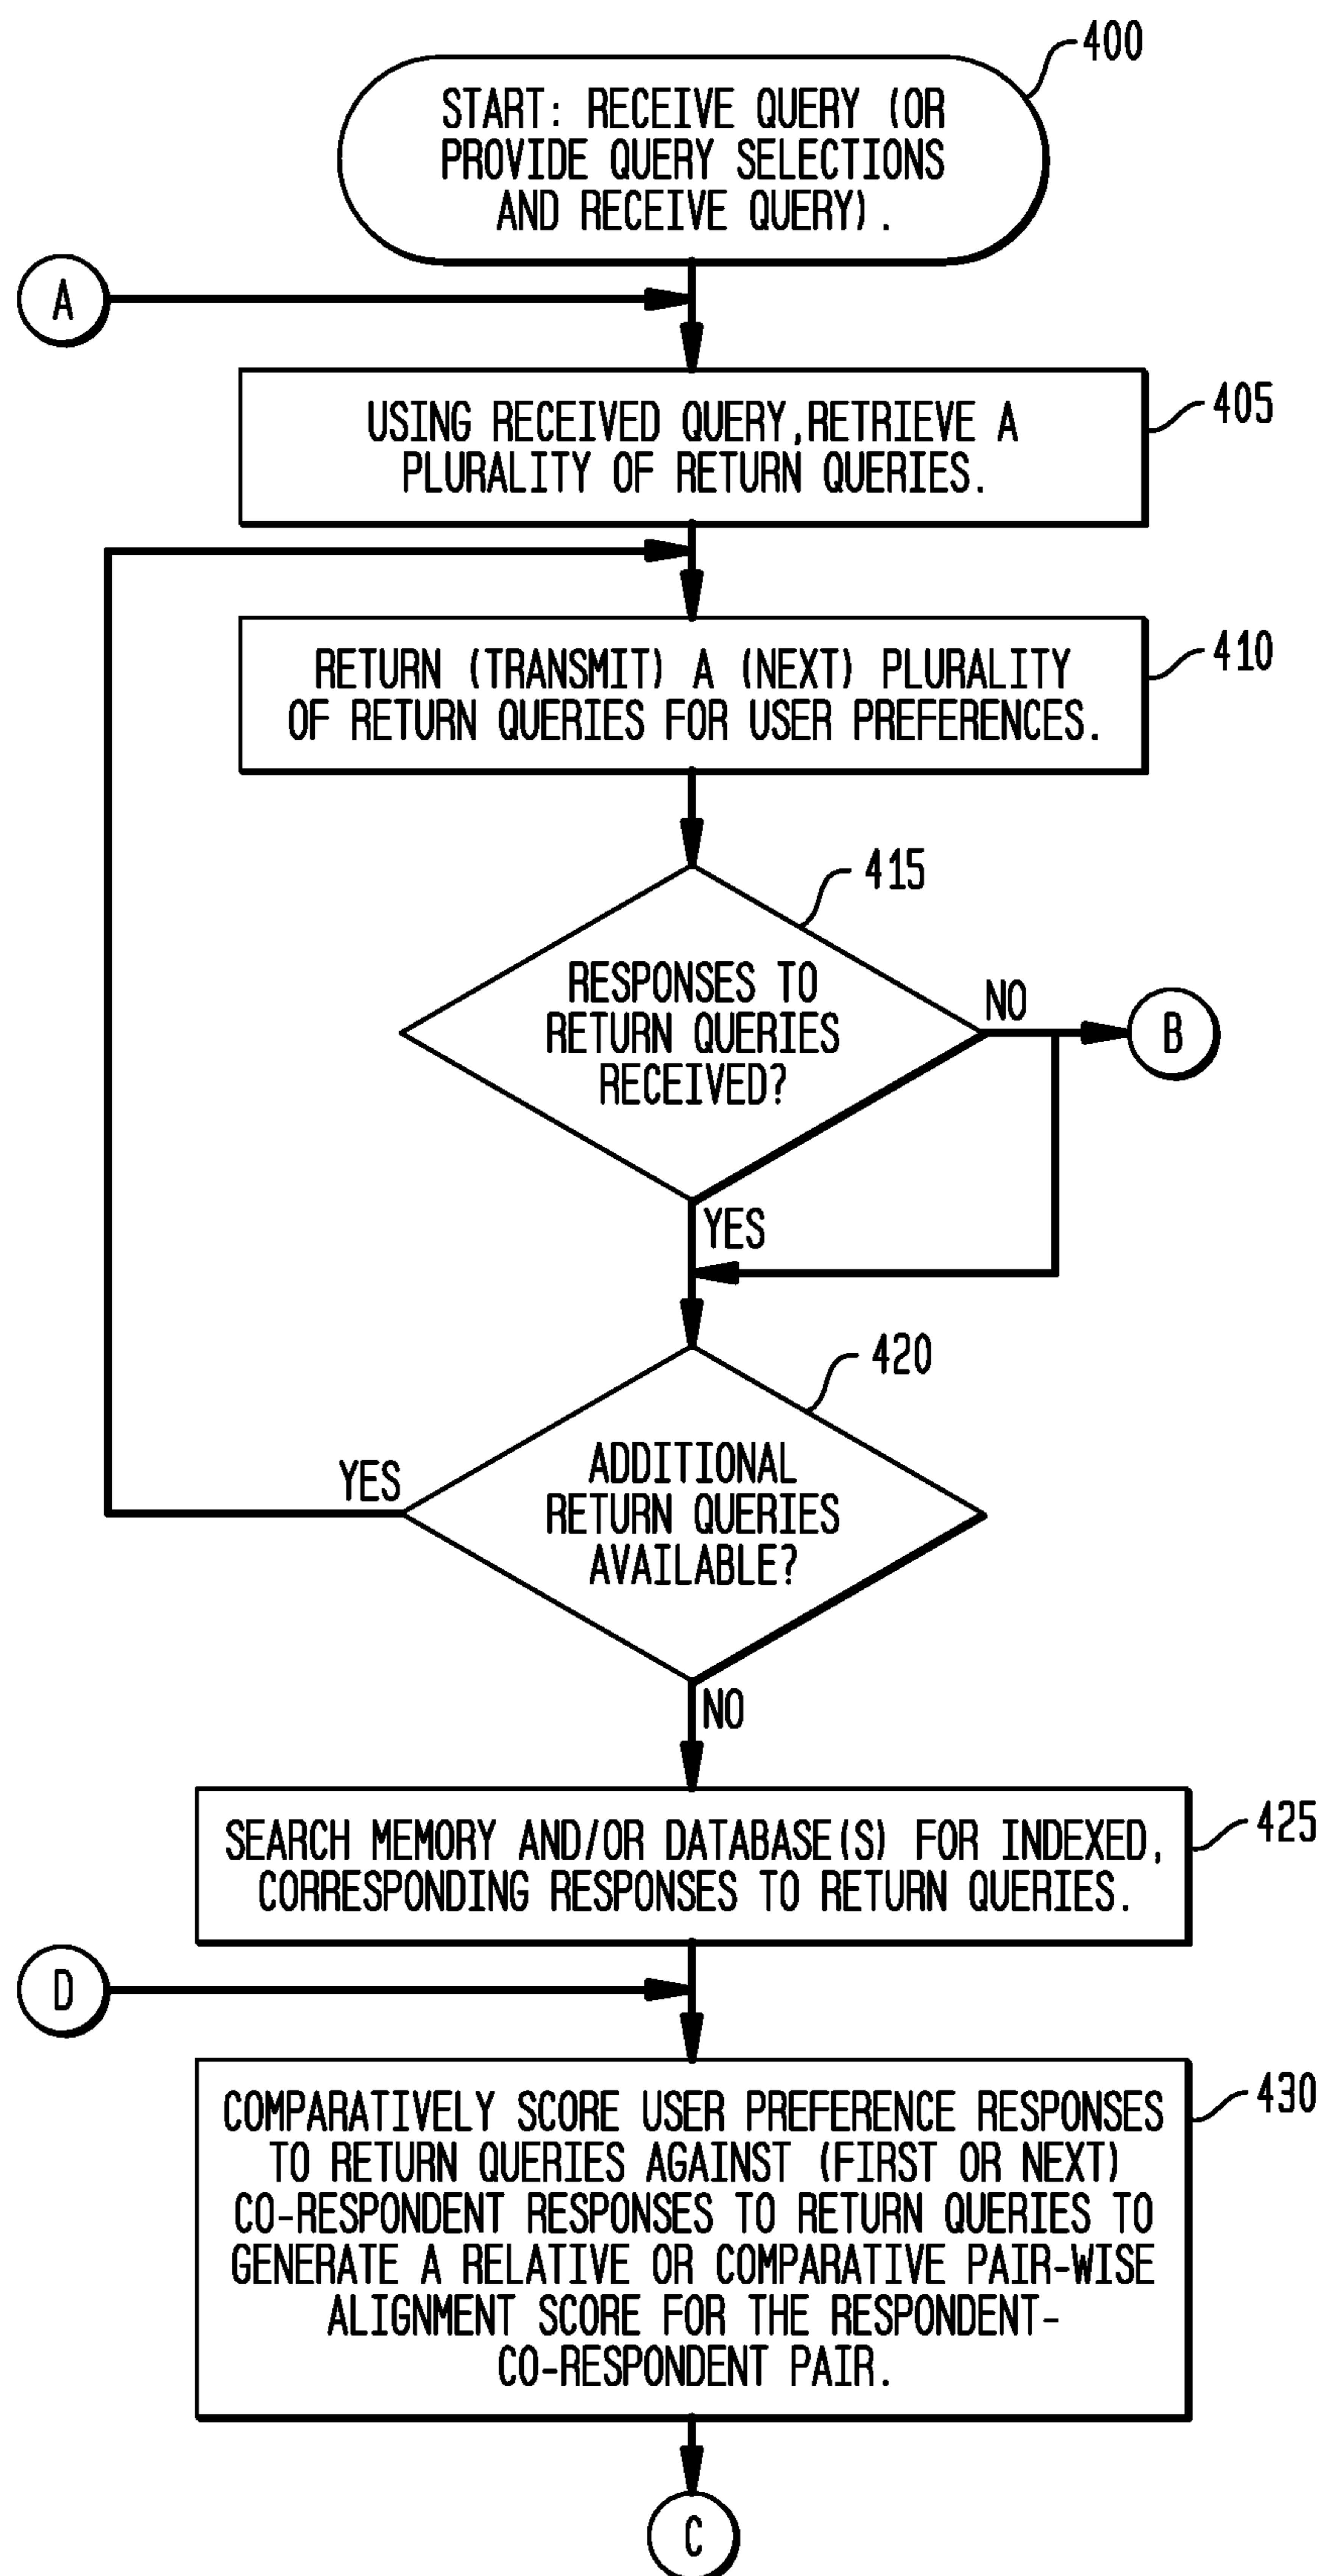 400
START: RECEIVE QUERY (OR
PROVIDE QUERY SELECTIONS
AND RECEIVE QUERY).
A
405
USING RECEIVED QUERY,RETRIEVE A
PLURALITY OF RETURN QUERIES.
410
RETURN (TRANSMIT) A (NEXT) PLURALITY
OF RETURN QUERIES FOR USER PREFERENCES.
415
RESPONSES TO
RETURN QUERIES
RECEIVED?
NO
B
YES
420
ADDITIONAL
RETURN QUERIES
AVAILABLE?
YES
NO
425
SEARCH MEMORY AND/OR DATABASE(S) FOR INDEXED,
CORRESPONDING RESPONSES TO RETURN QUERIES.
D
430
COMPARATIVELY SCORE USER PREFERENCE RESPONSES
TO RETURN QUERIES AGAINST (FIRST OR NEXT)
CO-RESPONDENT RESPONSES TO RETURN QUERIES TO
GENERATE A RELATIVE OR COMPARATIVE PAIR-WISE
ALIGNMENT SCORE FOR THE RESPONDENT-
CO-RESPONDENT PAIR.
C